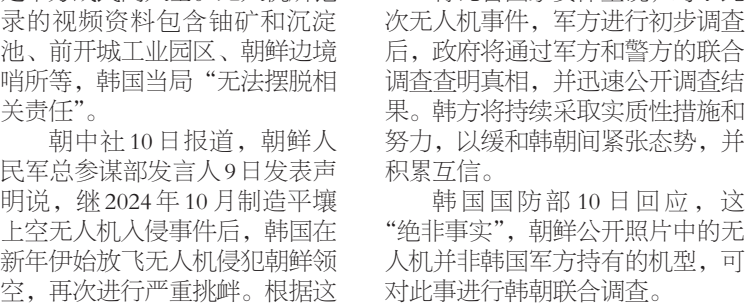 录的视频资料包含铀矿和沉淀
池、前开城工业园区、朝鲜边境
哨所等，韩国当局“无法摆脱相
关责任”。
朝中社10日报道，朝鲜人
民军总参谋部发言人9日发表声
明说，继2024年10月制造平壤
上空无人机入侵事件后，韩国在
新年伊始放飞无人机侵犯朝鲜领
空，再次进行严重挑衅。根据这
次无人机事件，军方进行初步调查
后，政府将通过军方和警方的联合
调查查明真相，并迅速公开调查结
果。韩方将持续采取实质性措施和
努力，以缓和韩朝间紧张态势，并
积累互信。
韩国国防部10日回应，这
“绝非事实”，朝鲜公开照片中的无
人机并非韩国军方持有的机型，可
对此事进行韩朝联合调查。